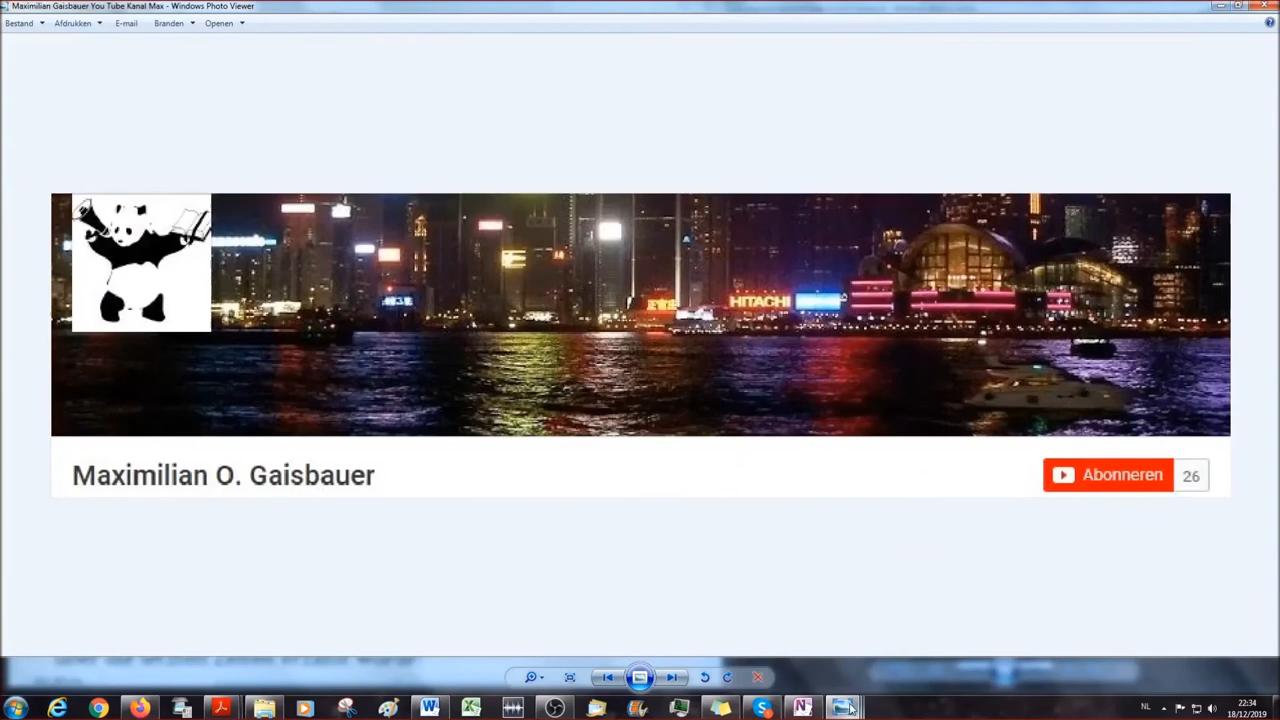 Maximilian Gaisbauer You Tube Kanal Max - Windows Photo Viewer
Bestand Afdrukken E-mail Branden Openen
HITACHI
Maximilian O. Gaisbauer
Abonneren 26
NL
22:34
18/12/2019